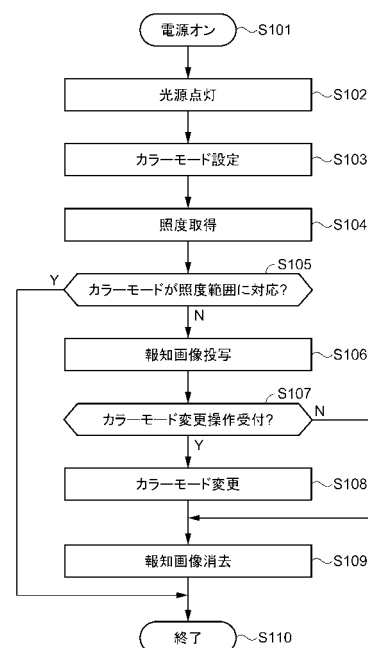 電源オン S101
光源点灯 S102
カラーモード設定 S103
照度取得 S104
S105
Y カラーモードが照度範囲に対応?
N
報知画像投写 S106
S107
カラーモード変更操作受付? N
Y
カラーモード変更 S108
報知画像消去 S109
終了 S110